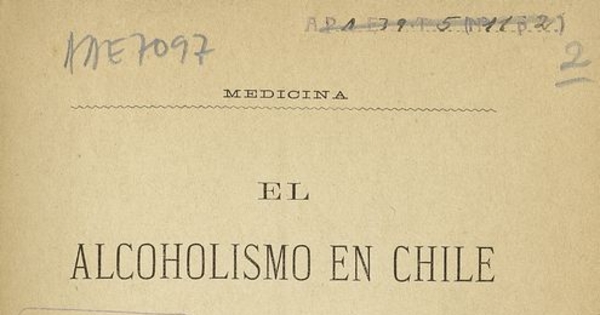 AAE7097
2
MEDICINA
EL
ALCOHOLISMO EN CHILE